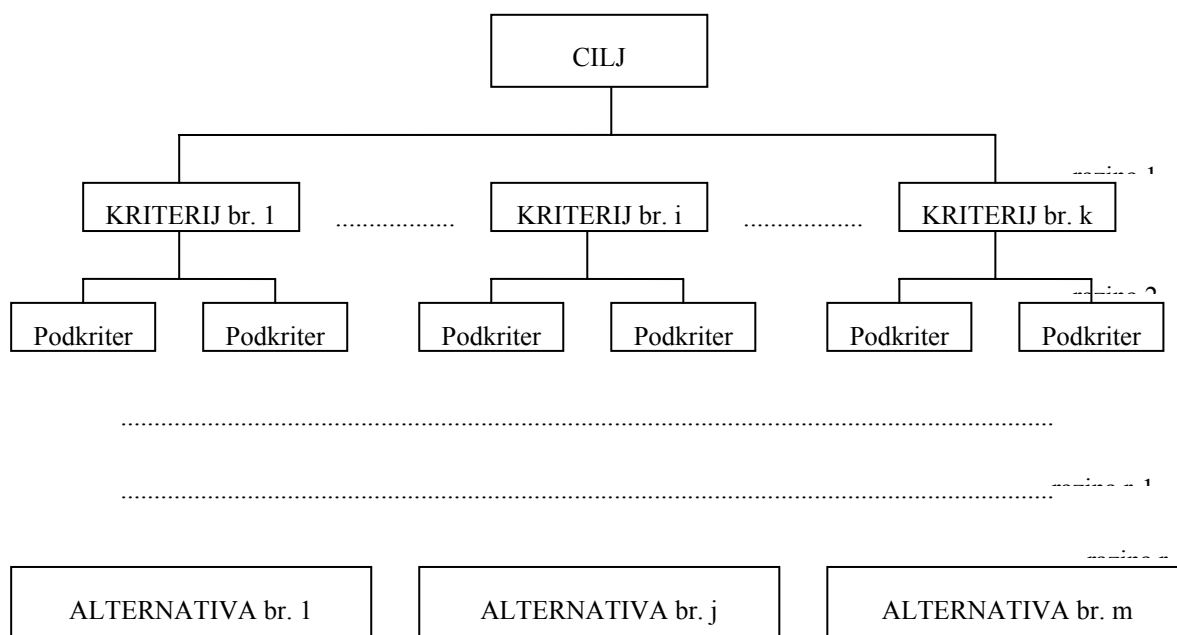 CILJ
KRITERIJ br. 1 ................. KRITERIJ br. i ................. KRITERIJ br. k
Podkriter Podkriter Podkriter Podkriter Podkriter Podkriter
ALTERNATIVA br. 1 ALTERNATIVA br. j ALTERNATIVA br. m